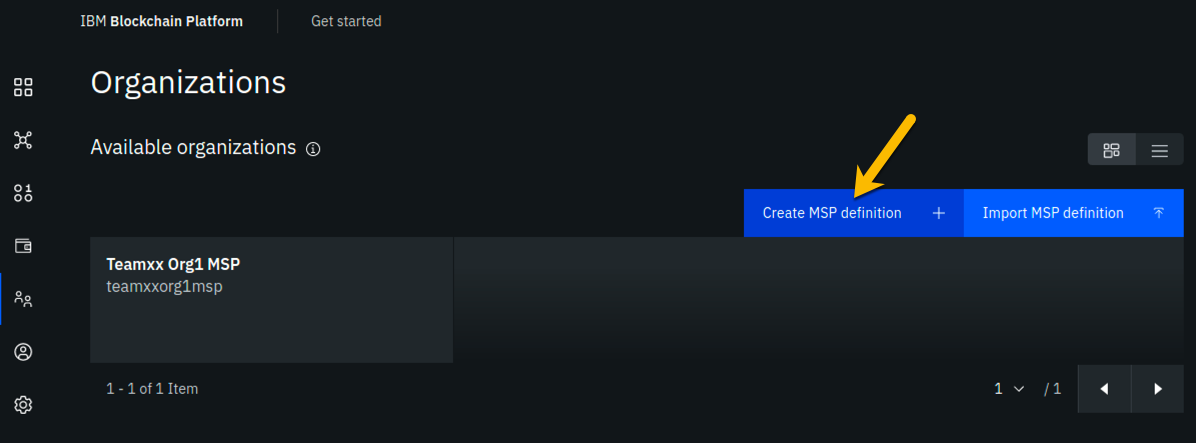 IBM Blockchain Platform
Get started
Organizations
Available organizations
Create MSP definition
Import MSP definition
Teamxx Org1 MSP
teamxxorg1msp
1 - 1 of 1 Item
1 / 1